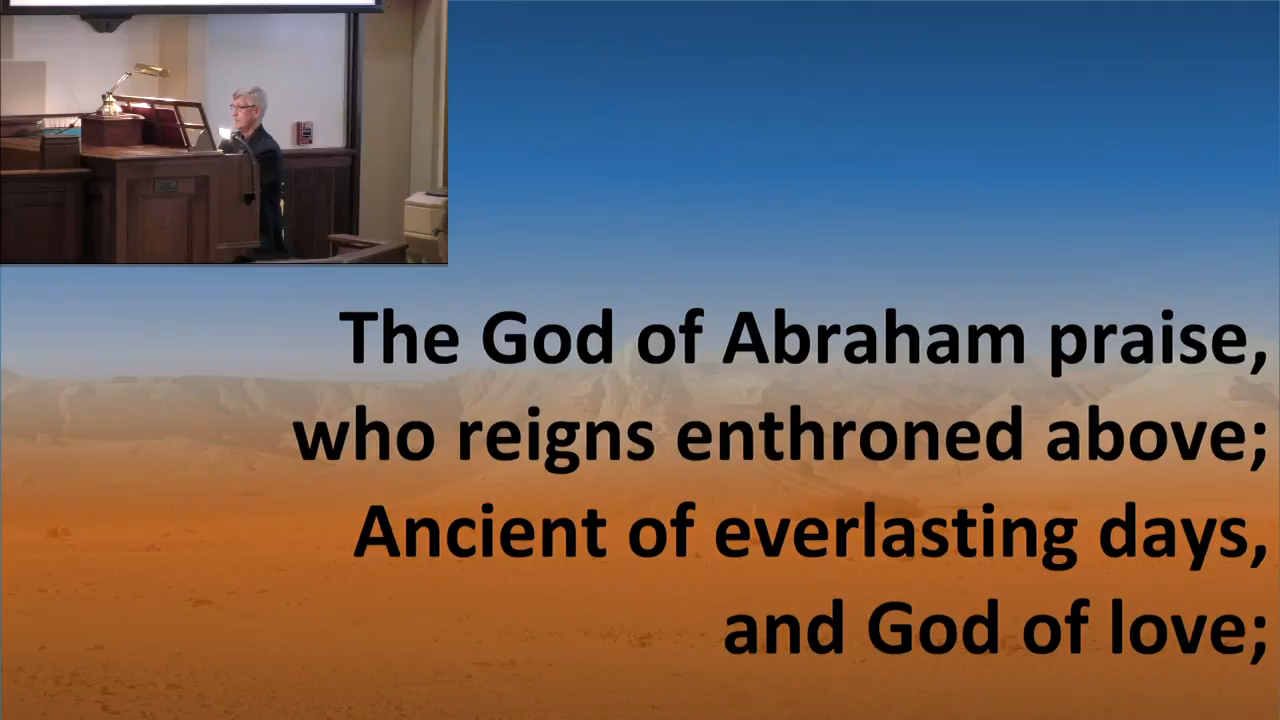 The God of Abraham praise,
who reigns enthroned above;
Ancient of everlasting days,
and God of love;